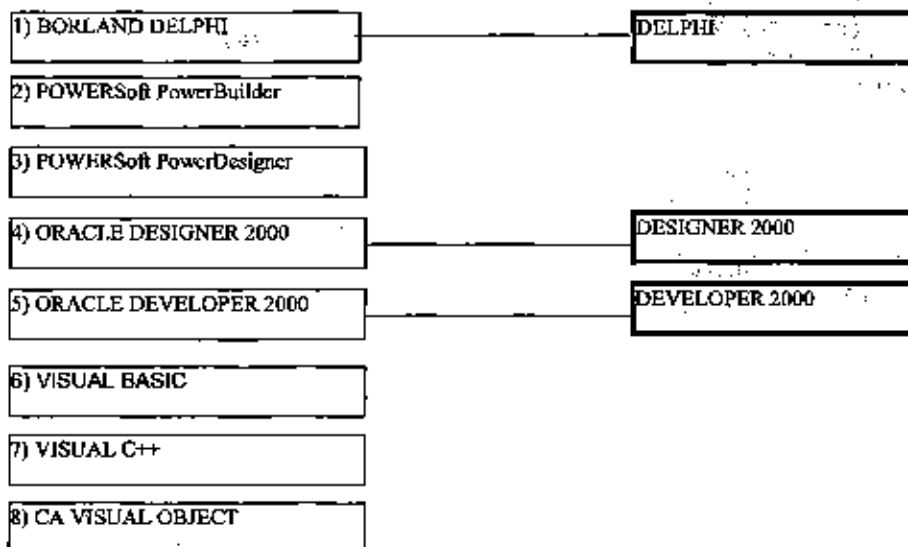 1) BORLAND DELPHI
DELPHI
2) POWERSoft PowerBuilder
3) POWERSoft PowerDesigner
4) ORACLE DESIGNER 2000
DESIGNER 2000
5) ORACLE DEVELOPER 2000
DEVELOPER 2000
6) VISUAL BASIC
7) VISUAL C++
8) CA VISUAL OBJECT